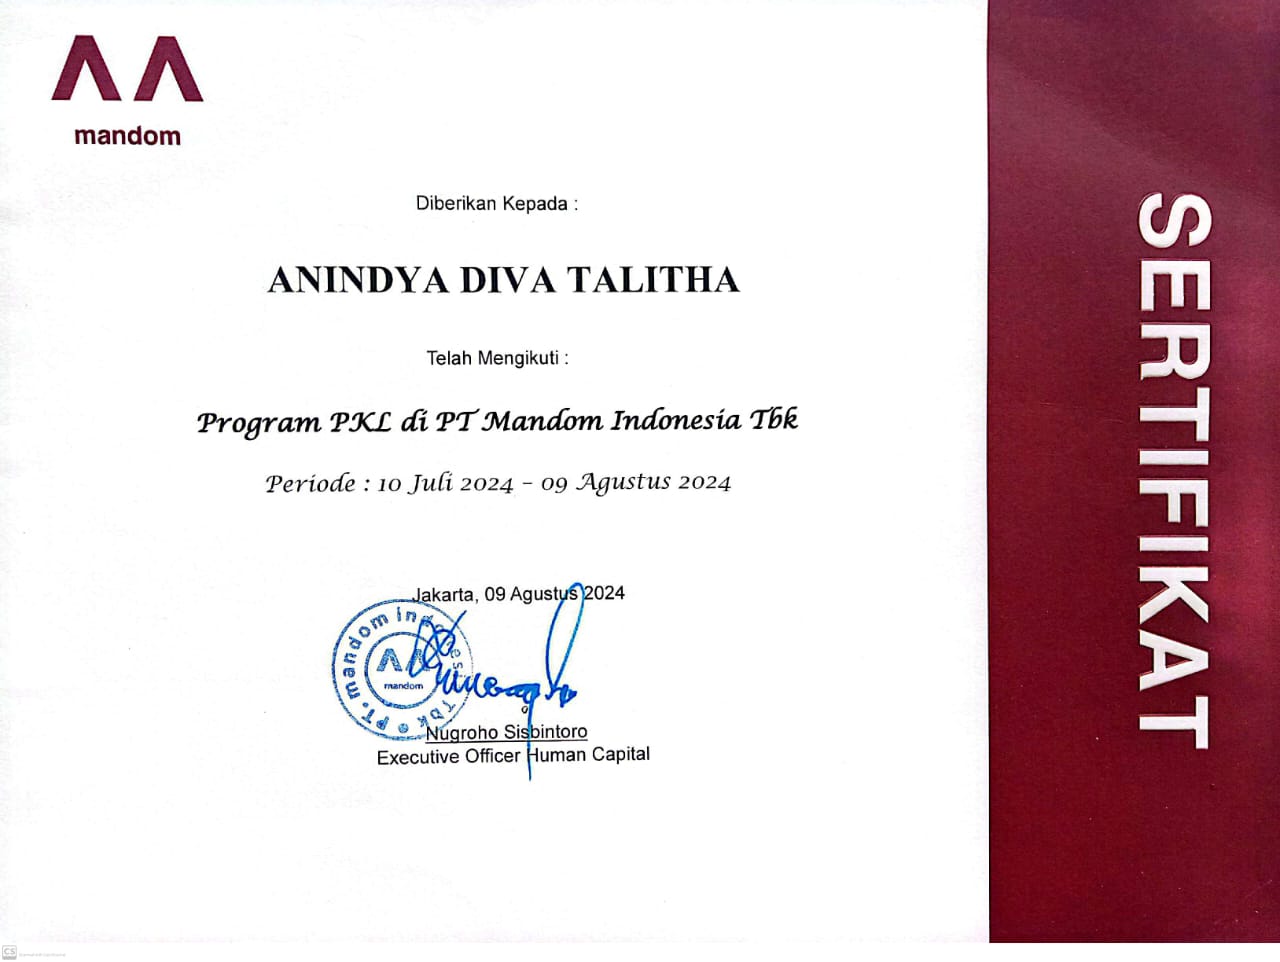 mandom
Diberikan Kepada :
ANINDYA DIVA TALITHA
Telah Mengikuti :
Program PKL di PT Mandom Indonesia Tbk
Periode : 10 Juli 2024 - 09 Agustus 2024
Jakarta, 09 Agustus 2024
PT. mandom indonesia Tbk
mandom
Nugroho Sisbintoro
Executive Officer Human Capital
SERTIFIKAT
CS